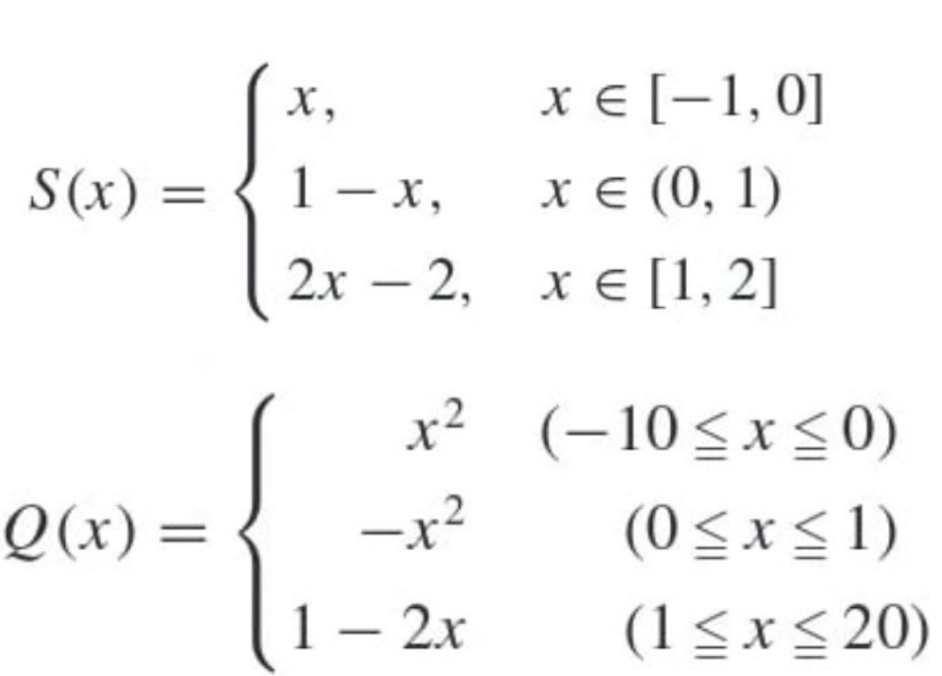 x, x ∈ [−1, 0]
S(x) = { 1 − x, x ∈ (0, 1)
2x − 2, x ∈ [1, 2]
x² (−10 ≦ x ≦ 0)
Q(x) = { −x² (0 ≦ x ≦ 1)
1 − 2x (1 ≦ x ≦ 20)